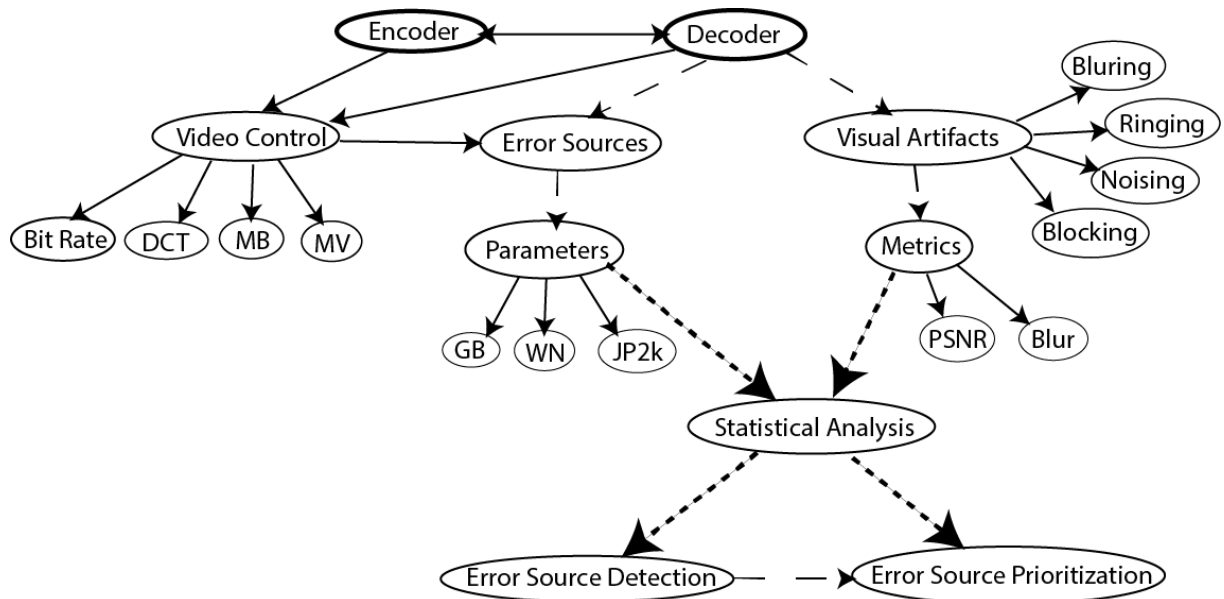 Encoder
Decoder
Bluring
Ringing
Video Control
Error Sources
Visual Artifacts
Noising
Bit Rate
DCT
MB
MV
Parameters
Metrics
Blocking
GB
WN
JP2k
PSNR
Blur
Statistical Analysis
Error Source Detection
Error Source Prioritization